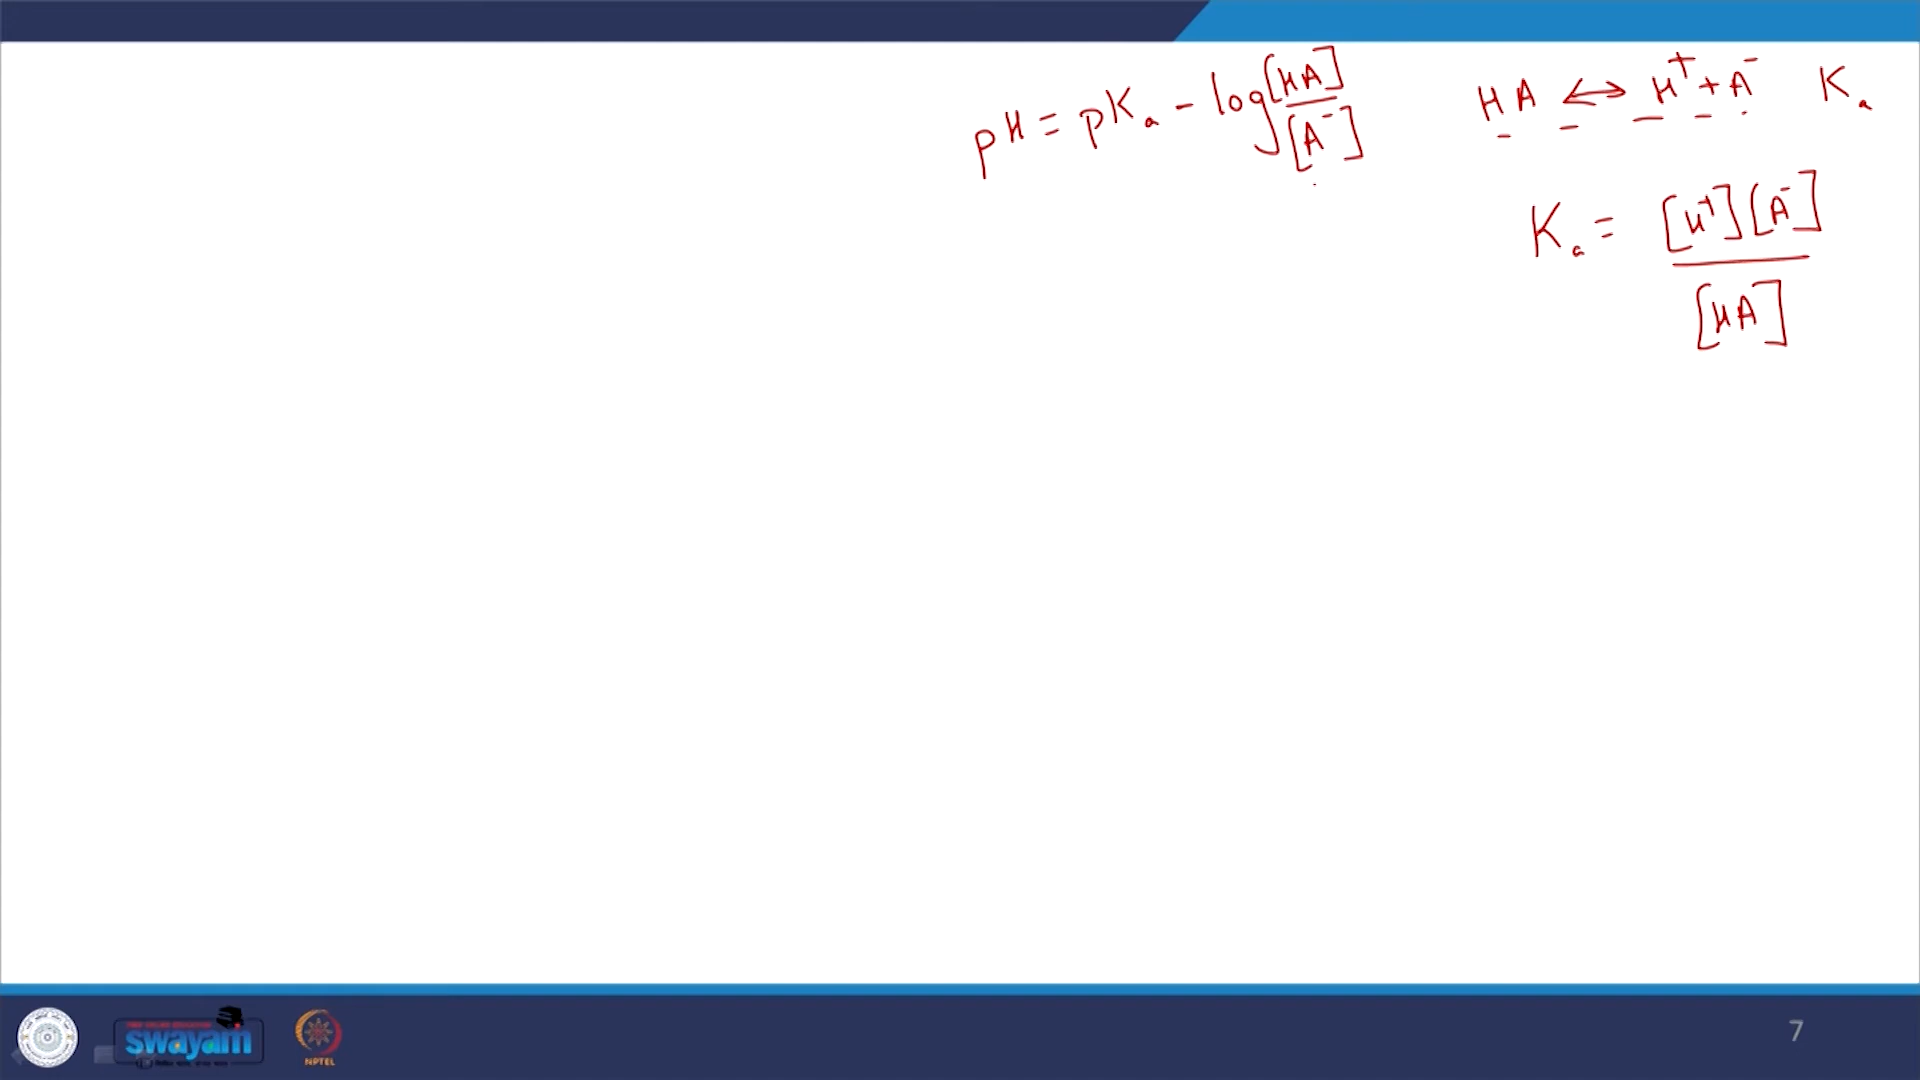 pH = pKₐ - log [HA] / [A⁻]
HA ↔ H⁺ + A⁻ Kₐ
Kₐ = [H⁺][A⁻] / [HA]
swayam
NPTEL
7